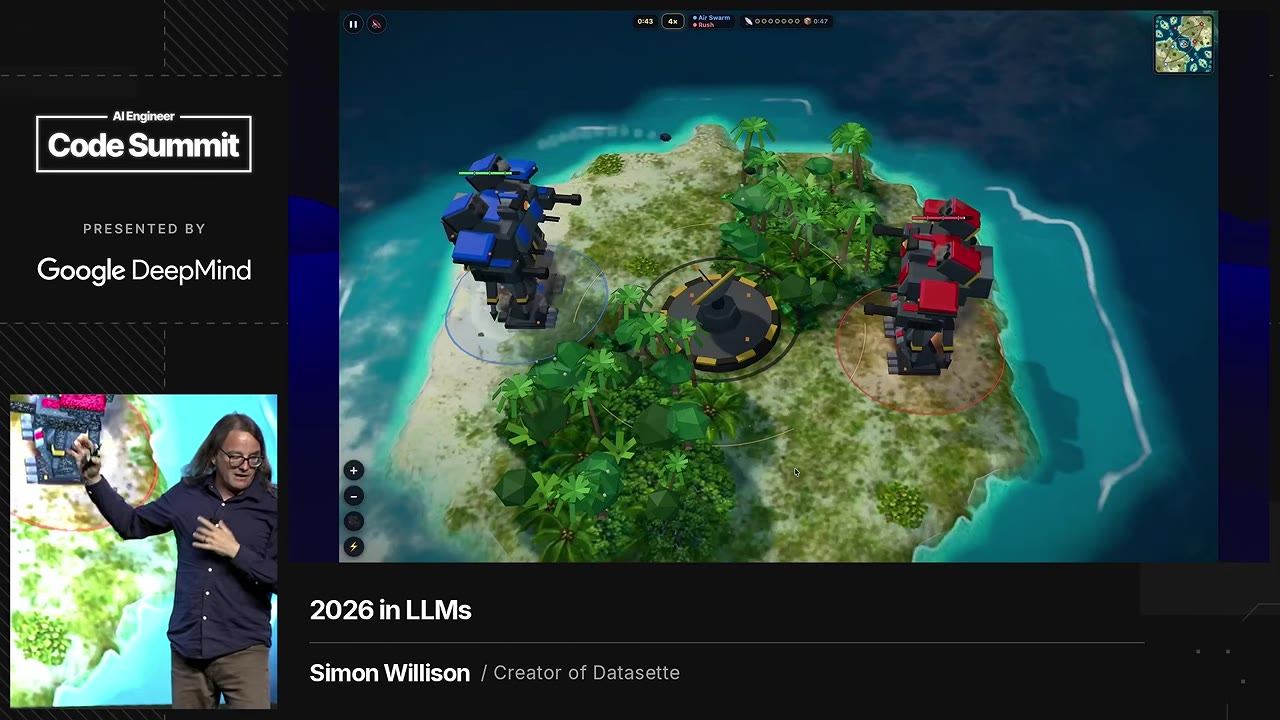 AI Engineer
Code Summit
PRESENTED BY
Google DeepMind
0:43
4x
Air Swarm
Rush
0:47
2026 in LLMs
Simon Willison / Creator of Datasette